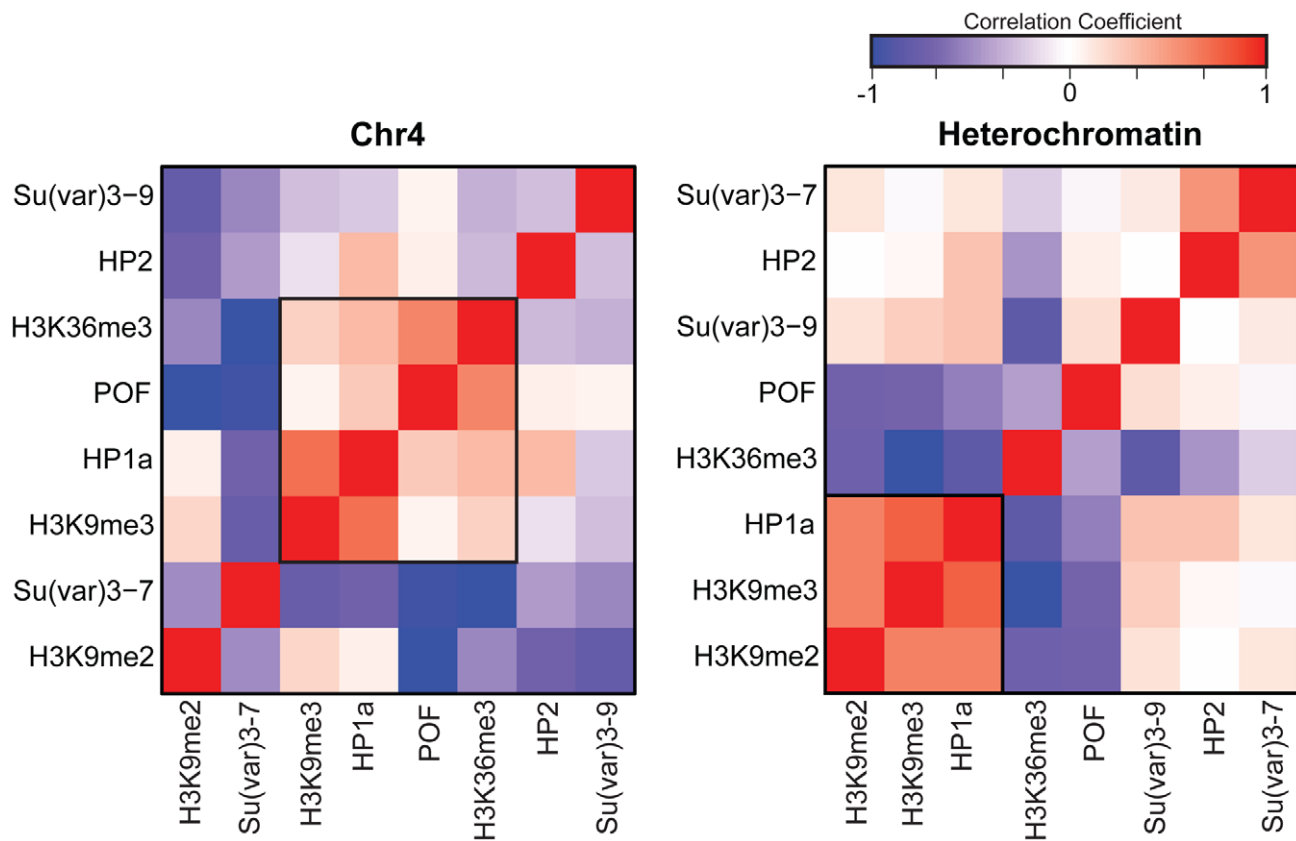 Correlation Coefficient
-1 0 1
Chr4
Heterochromatin
Su(var)3−9
HP2
H3K36me3
POF
HP1a
H3K9me3
Su(var)3−7
H3K9me2
H3K9me2
Su(var)3-7
H3K9me3
HP1a
POF
H3K36me3
HP2
Su(var)3-9
Su(var)3−7
HP2
Su(var)3−9
POF
H3K36me3
HP1a
H3K9me3
H3K9me2
H3K9me2
H3K9me3
HP1a
H3K36me3
POF
Su(var)3-9
HP2
Su(var)3-7